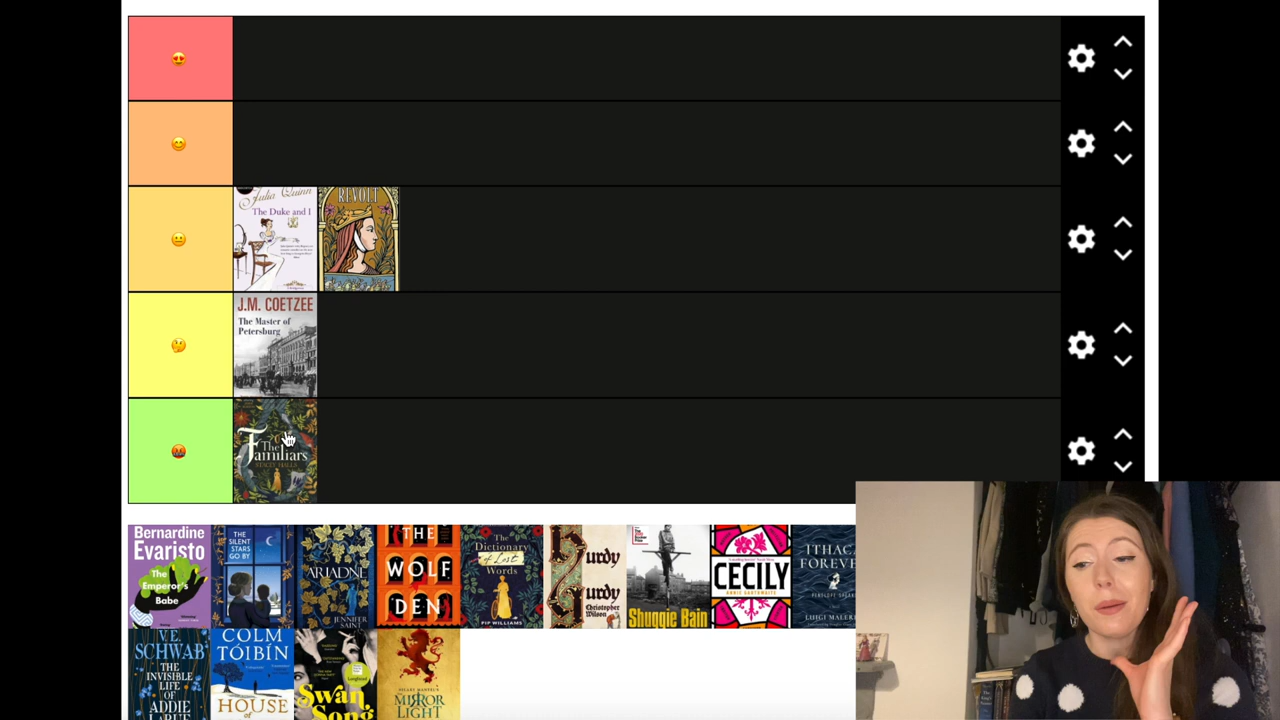 Julia Quinn
The Duke and I
REVOLT
J.M. COETZEE
The Master of
Petersburg
The
Familiars
STACEY HALLS
Bernardine
Evaristo
The
Emperor's
Babe
THE
SILENT
STARS
GO BY
ARIADNE
JENNIFER
SAINT
THE
WOLF
DEN
The
Dictionary
of Lost
Words
PIP WILLIAMS
hurdy
Gurdy
Christopher
Wilson
Shuggie Bain
CECILY
ANNIE GARTHWAITE
ITHACA
FOREVER
PENELOPE SPEAKS
LUIGI MALERBA
V.E.
SCHWAB
THE
INVISIBLE
LIFE
OF
ADDIE
LARUE
COLM
TÓIBÍN
HOUSE
of
Swan
Song
HILARY MANTEL'S
MIRROR
LIGHT